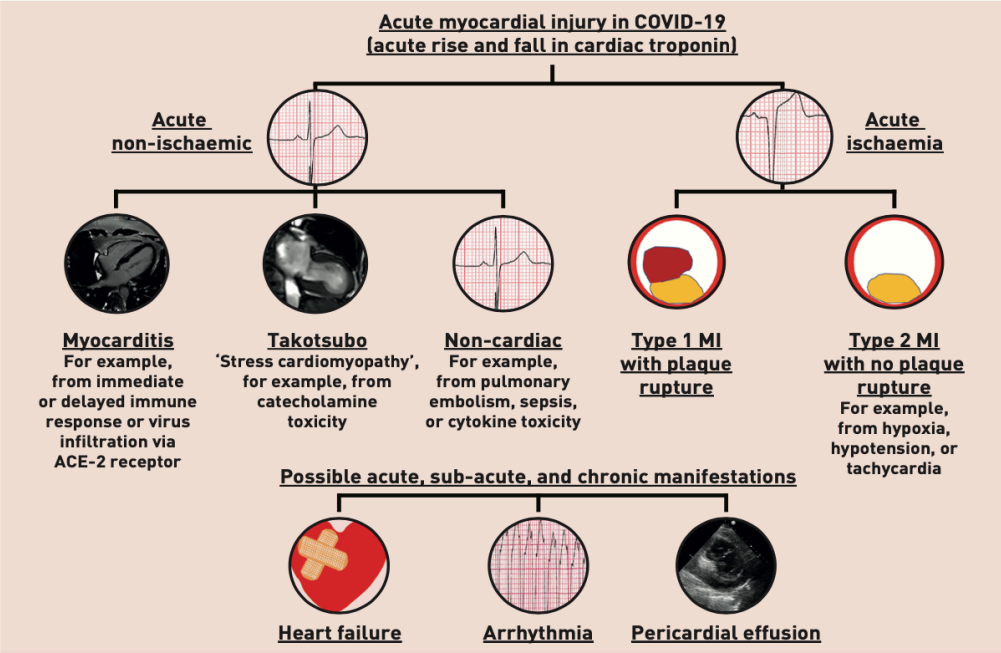 Acute myocardial injury in COVID-19
(acute rise and fall in cardiac troponin)
Acute
non-ischaemic
Acute
ischaemia
Myocarditis
For example,
from immediate
or delayed immune
response or virus
infiltration via
ACE-2 receptor
Takotsubo
‘Stress cardiomyopathy’,
for example, from
catecholamine
toxicity
Non-cardiac
For example,
from pulmonary
embolism, sepsis,
or cytokine toxicity
Type 1 MI
with plaque
rupture
Type 2 MI
with no plaque
rupture
For example,
from hypoxia,
hypotension, or
tachycardia
Possible acute, sub-acute, and chronic manifestations
Heart failure
Arrhythmia
Pericardial effusion